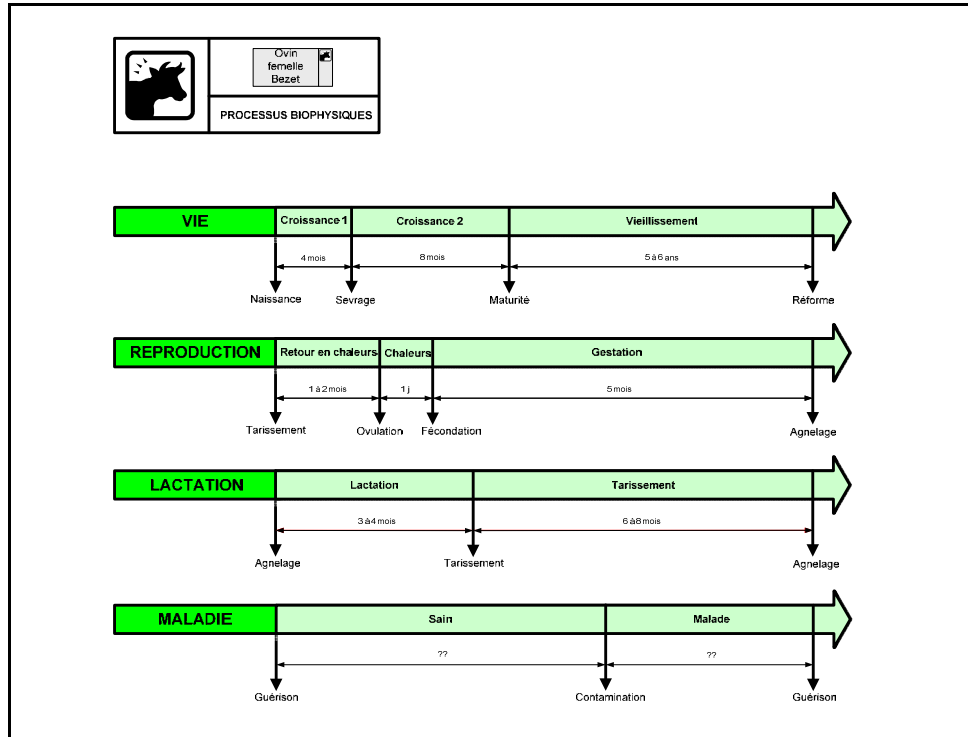 Ovin
femelle
Bezet
PROCESSUS BIOPHYSIQUES
VIE Croissance 1 Croissance 2 Vieillissement
4 mois 8 mois 5 à 6 ans
Naissance Sevrage Maturité Réforme
REPRODUCTION Retour en chaleurs Chaleurs Gestation
1 à 2 mois 1 j 5 mois
Tarissement Ovulation Fécondation Agnelage
LACTATION Lactation Tarissement
3 à 4 mois 6 à 8 mois
Agnelage Tarissement Agnelage
MALADIE Sain Malade
?? ??
Guérison Contamination Guérison